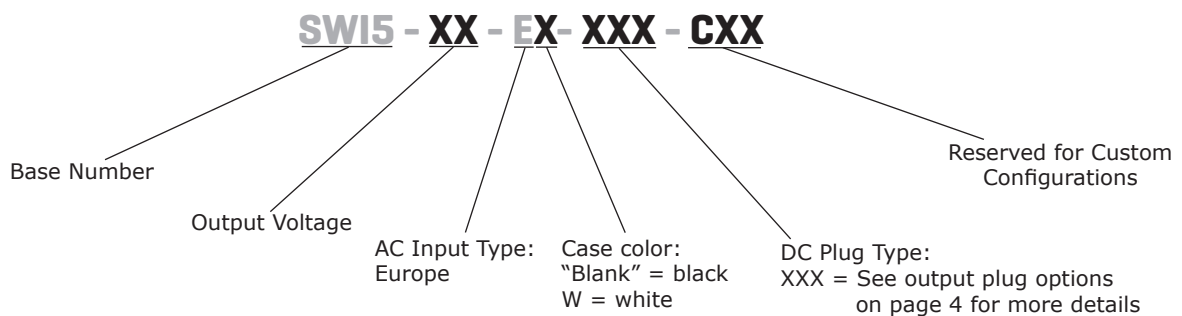 SWI5 - XX - EX- XXX - CXX
Base Number
Output Voltage
AC Input Type:
Europe
Case color:
“Blank” = black
W = white
DC Plug Type:
XXX = See output plug options
on page 4 for more details
Reserved for Custom
Configurations